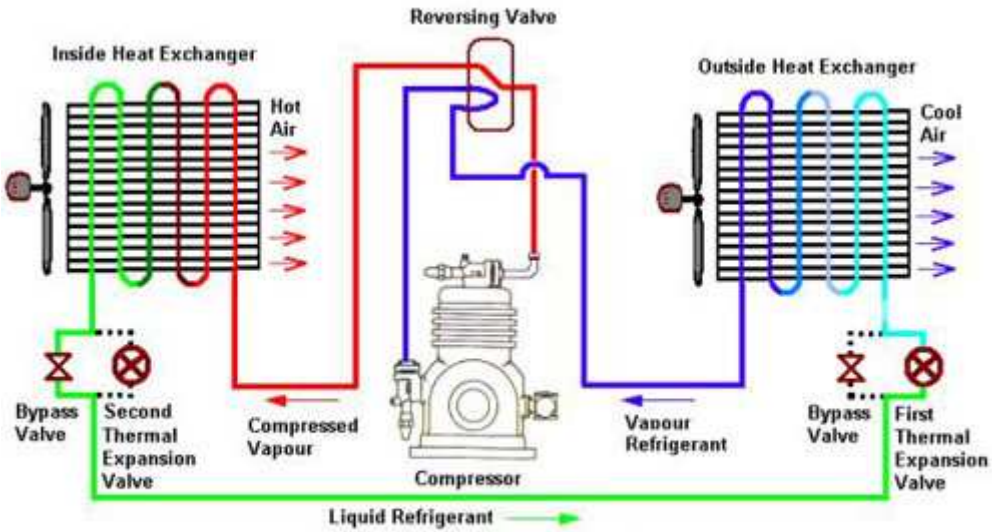 Reversing Valve
Inside Heat Exchanger
Outside Heat Exchanger
Hot
Air
Cool
Air
Bypass
Valve
Second
Thermal
Expansion
Valve
Compressed
Vapour
Compressor
Vapour
Refrigerant
Bypass
Valve
First
Thermal
Expansion
Valve
Liquid Refrigerant